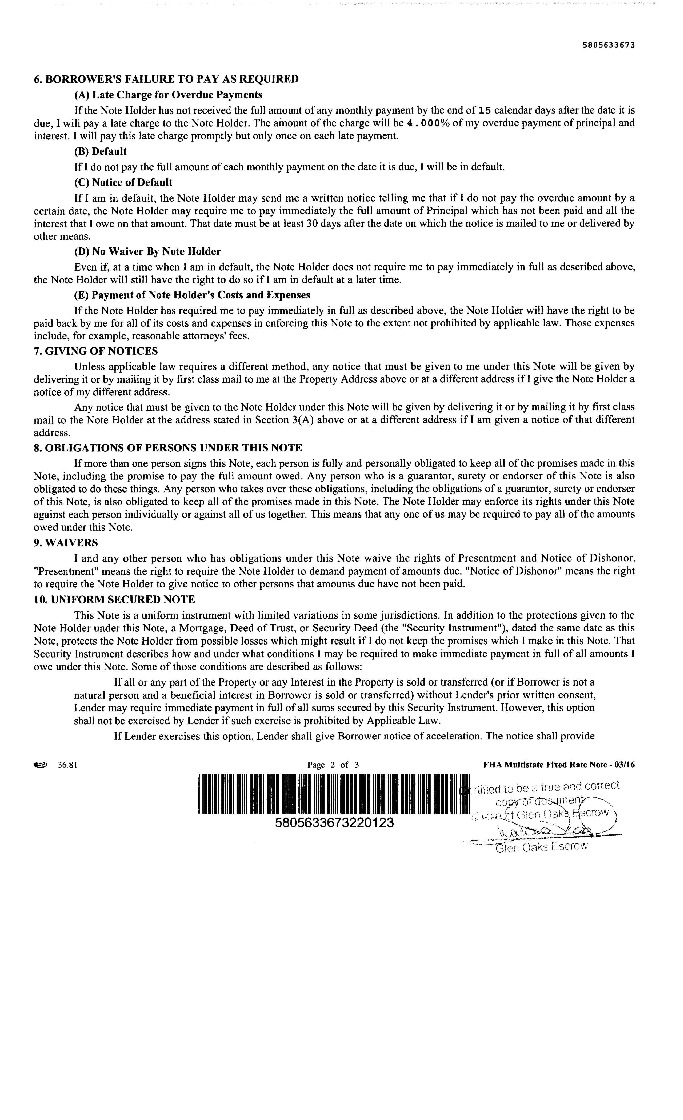 5805633673
6. BORROWER'S FAILURE TO PAY AS REQUIRED
(A) Late Charge for Overdue Payments
If the Note Holder has not received the full amount of any monthly payment by the end of 15 calendar days after the date it is
due, I will pay a late charge to the Note Holder. The amount of the charge will be 4.000% of my overdue payment of principal and
interest. I will pay this late charge promptly but only once on each late payment.
(B) Default
If I do not pay the full amount of each monthly payment on the date it is due, I will be in default.
(C) Notice of Default
If I am in default, the Note Holder may send me a written notice telling me that if I do not pay the overdue amount by a
certain date, the Note Holder may require me to pay immediately the full amount of Principal which has not been paid and all the
interest that I owe on that amount. That date must be at least 30 days after the date on which the notice is mailed to me or delivered by
other means.
(D) No Waiver By Note Holder
Even if, at a time when I am in default, the Note Holder does not require me to pay immediately in full as described above,
the Note Holder will still have the right to do so if I am in default at a later time.
(E) Payment of Note Holder's Costs and Expenses
If the Note Holder has required me to pay immediately in full as described above, the Note Holder will have the right to be
paid back by me for all of its costs and expenses in enforcing this Note to the extent not prohibited by applicable law. Those expenses
include, for example, reasonable attorneys' fees.
7. GIVING OF NOTICES
Unless applicable law requires a different method, any notice that must be given to me under this Note will be given by
delivering it or by mailing it by first class mail to me at the Property Address above or at a different address if I give the Note Holder a
notice of my different address.
Any notice that must be given to the Note Holder under this Note will be given by delivering it or by mailing it by first class
mail to the Note Holder at the address stated in Section 3(A) above or at a different address if I am given a notice of that different
address.
8. OBLIGATIONS OF PERSONS UNDER THIS NOTE
If more than one person signs this Note, each person is fully and personally obligated to keep all of the promises made in this
Note, including the promise to pay the full amount owed. Any person who is a guarantor, surety or endorser of this Note is also
obligated to do these things. Any person who takes over these obligations, including the obligations of a guarantor, surety or endorser
of this Note, is also obligated to keep all of the promises made in this Note. The Note Holder may enforce its rights under this Note
against each person individually or against all of us together. This means that any one of us may be required to pay all of the amounts
owed under this Note.
9. WAIVERS
I and any other person who has obligations under this Note waive the rights of Presentment and Notice of Dishonor.
"Presentment" means the right to require the Note Holder to demand payment of amounts due. "Notice of Dishonor" means the right
to require the Note Holder to give notice to other persons that amounts due have not been paid.
10. UNIFORM SECURED NOTE
This Note is a uniform instrument with limited variations in some jurisdictions. In addition to the protections given to the
Note Holder under this Note, a Mortgage, Deed of Trust, or Security Deed (the "Security Instrument"), dated the same date as this
Note, protects the Note Holder from possible losses which might result if I do not keep the promises which I make in this Note. That
Security Instrument describes how and under what conditions I may be required to make immediate payment in full of all amounts I
owe under this Note. Some of those conditions are described as follows:
If all or any part of the Property or any Interest in the Property is sold or transferred (or if Borrower is not a
natural person and a beneficial interest in Borrower is sold or transferred) without Lender's prior written consent,
Lender may require immediate payment in full of all sums secured by this Security Instrument. However, this option
shall not be exercised by Lender if such exercise is prohibited by Applicable Law.
If Lender exercises this option, Lender shall give Borrower notice of acceleration. The notice shall provide
36.81 Page 2 of 3 FHA Multistate Fixed Rate Note - 03/16
to be a true and correct
copy of document
Glen Oaks Escrow
5805633673220123
Glen Oaks Escrow